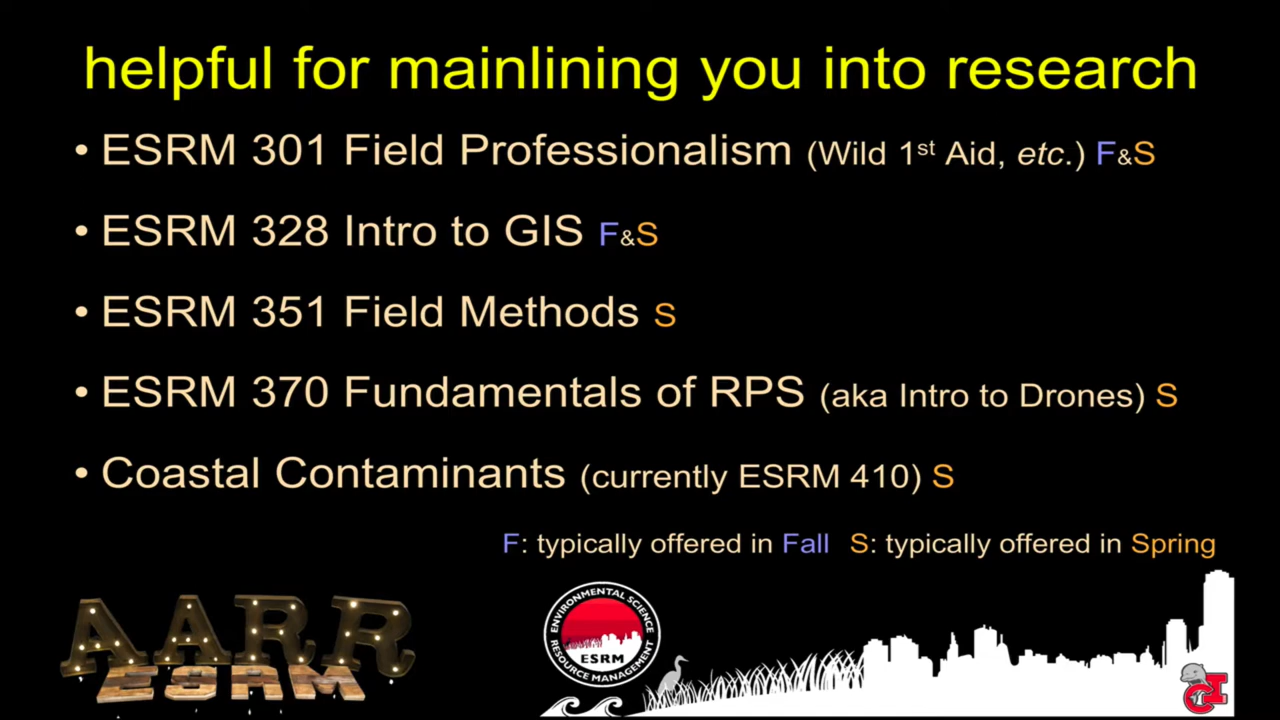 helpful for mainlining you into research
• ESRM 301 Field Professionalism (Wild 1st Aid, etc.) F&S
• ESRM 328 Intro to GIS F&S
• ESRM 351 Field Methods S
• ESRM 370 Fundamentals of RPS (aka Intro to Drones) S
• Coastal Contaminants (currently ESRM 410) S
F: typically offered in Fall S: typically offered in Spring
AARR
ESRM
ENVIRONMENTAL SCIENCE
ESRM
RESOURCE MANAGEMENT
CI